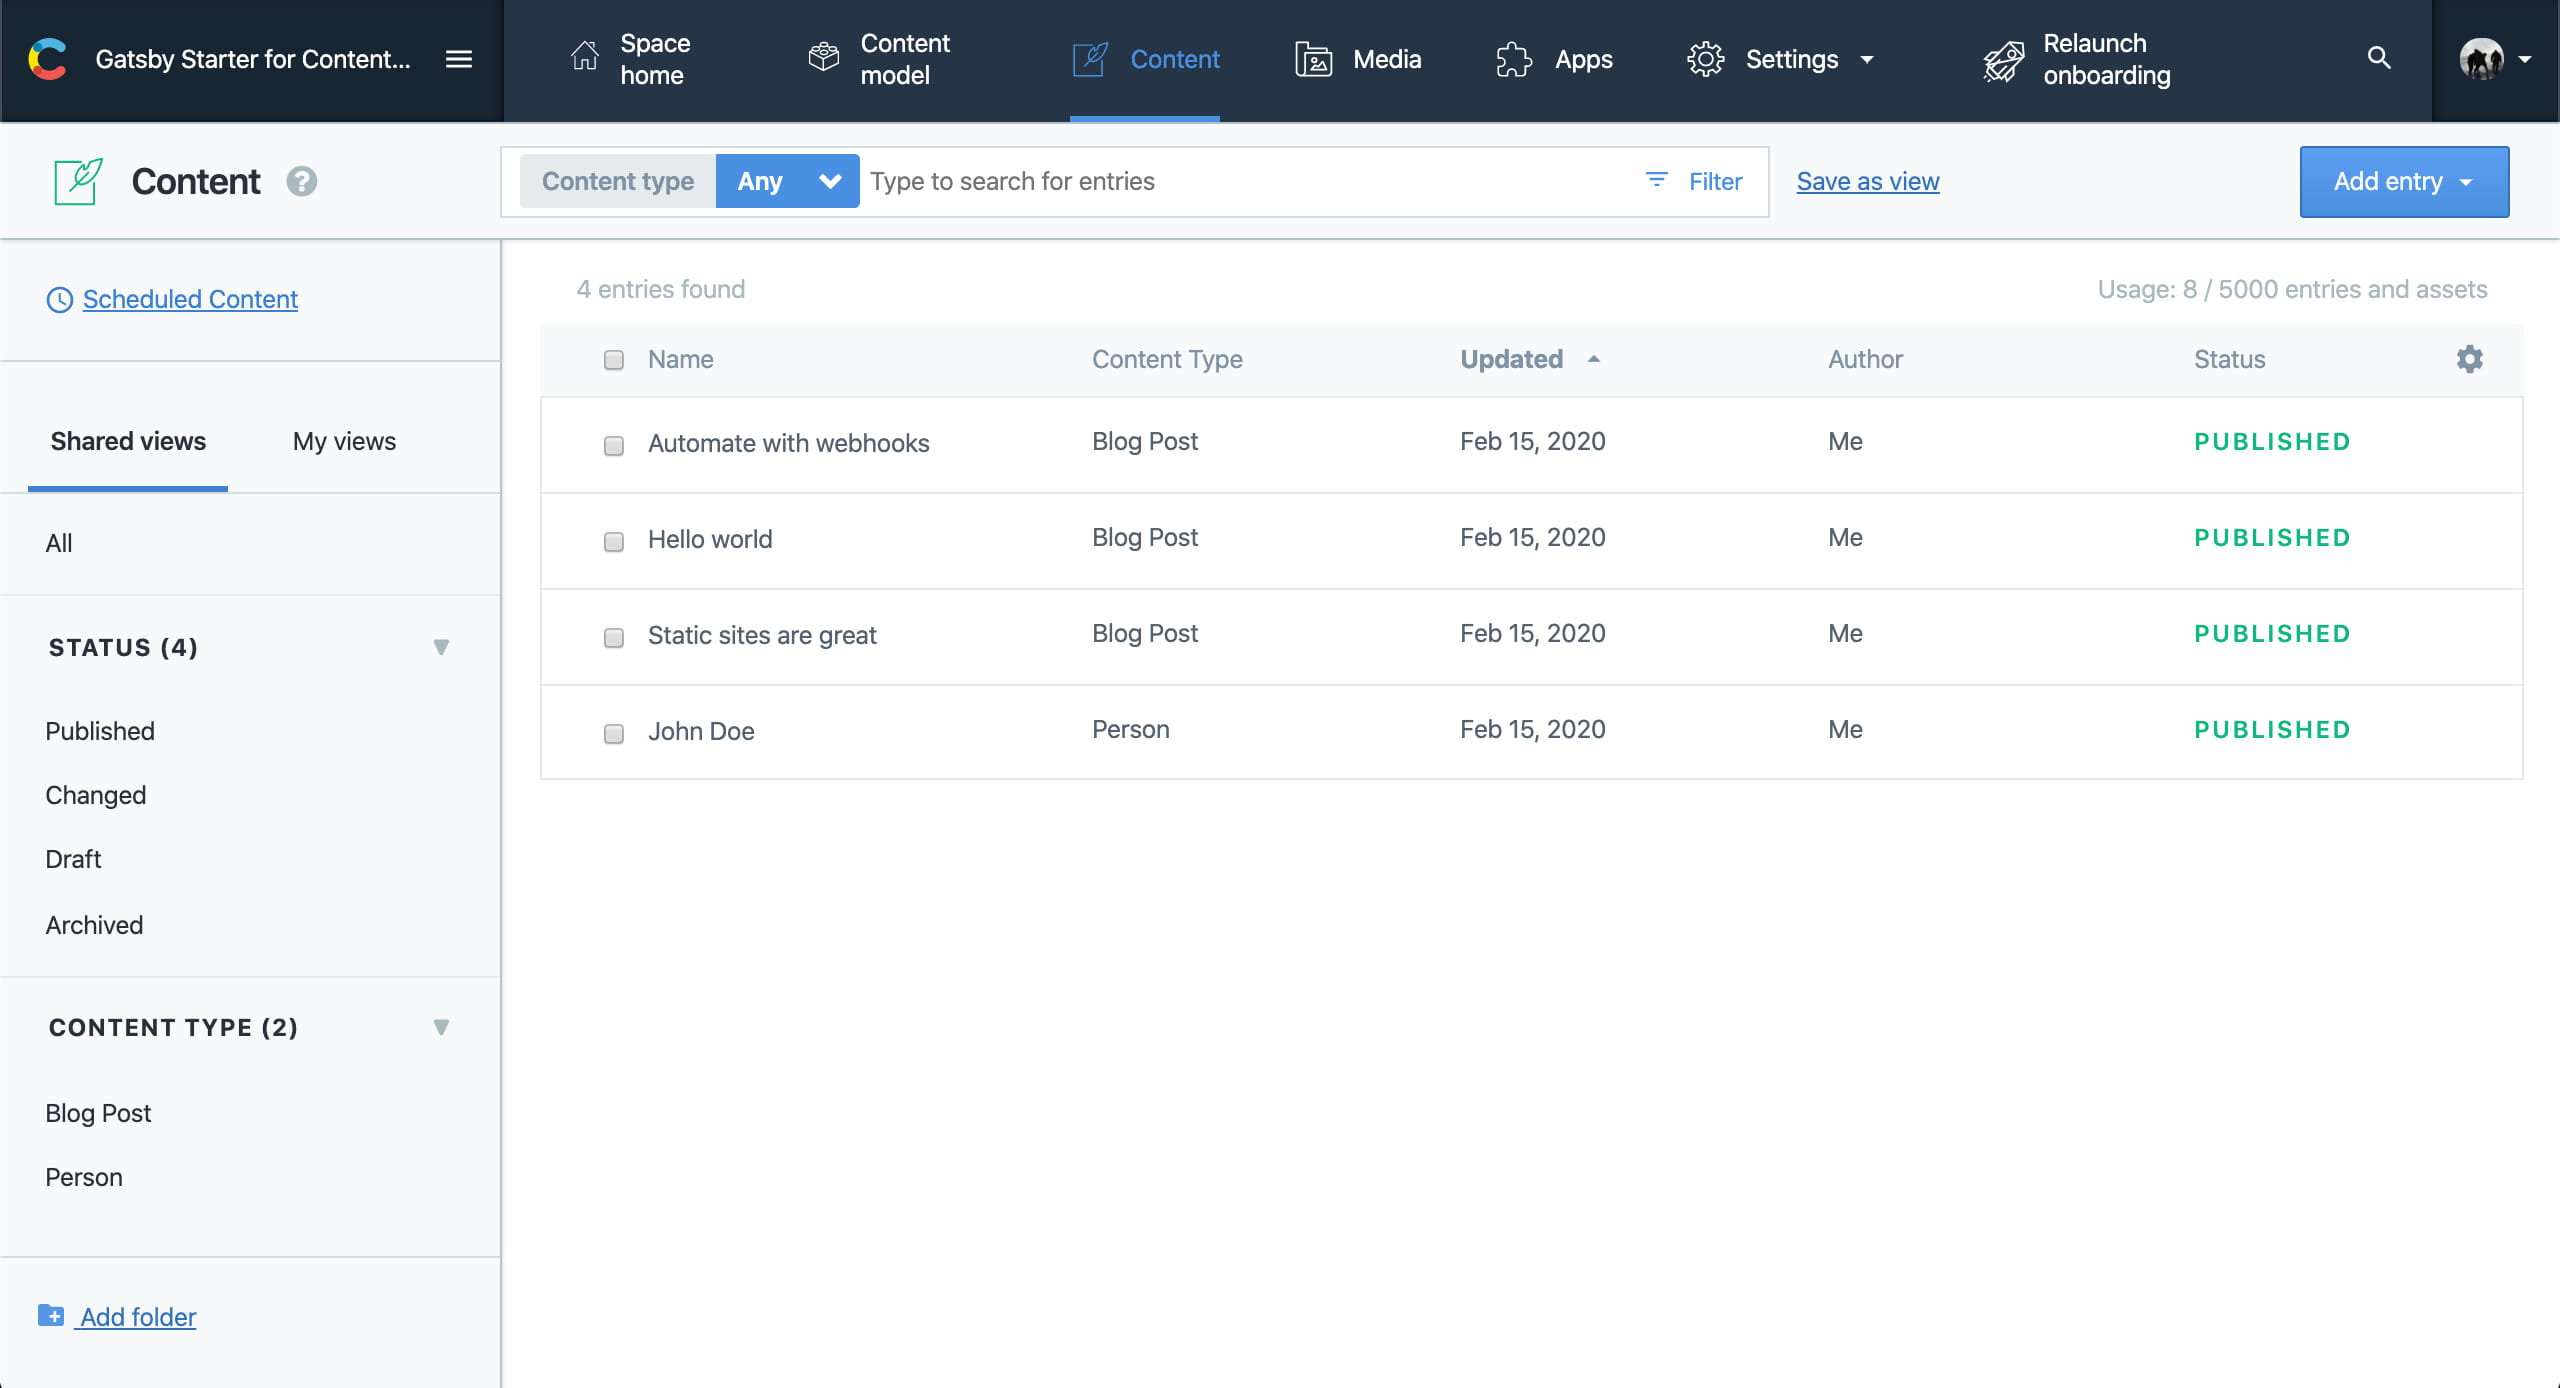 Gatsby Starter for Content...
Space
home
Content
model
Content
Media
Apps
Settings
Relaunch
onboarding
Content ?
Content type Any Type to search for entries Filter
Save as view
Add entry
Scheduled Content
Shared views My views
All
STATUS (4)
Published
Changed
Draft
Archived
CONTENT TYPE (2)
Blog Post
Person
Add folder
4 entries found Usage: 8 / 5000 entries and assets
Name Content Type Updated Author Status
Automate with webhooks Blog Post Feb 15, 2020 Me PUBLISHED
Hello world Blog Post Feb 15, 2020 Me PUBLISHED
Static sites are great Blog Post Feb 15, 2020 Me PUBLISHED
John Doe Person Feb 15, 2020 Me PUBLISHED